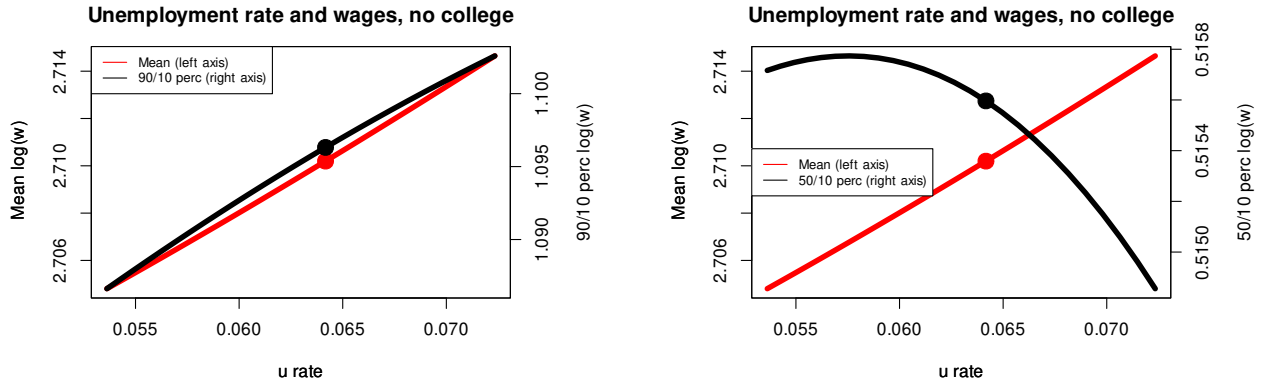 Unemployment rate and wages, no college
Mean (left axis)
90/10 perc (right axis)
Mean log(w)
2.706
2.710
2.714
90/10 perc log(w)
1.090
1.095
1.100
0.055 0.060 0.065 0.070
u rate
Unemployment rate and wages, no college
Mean (left axis)
50/10 perc (right axis)
Mean log(w)
2.706
2.710
2.714
50/10 perc log(w)
0.5150
0.5154
0.5158
0.055 0.060 0.065 0.070
u rate